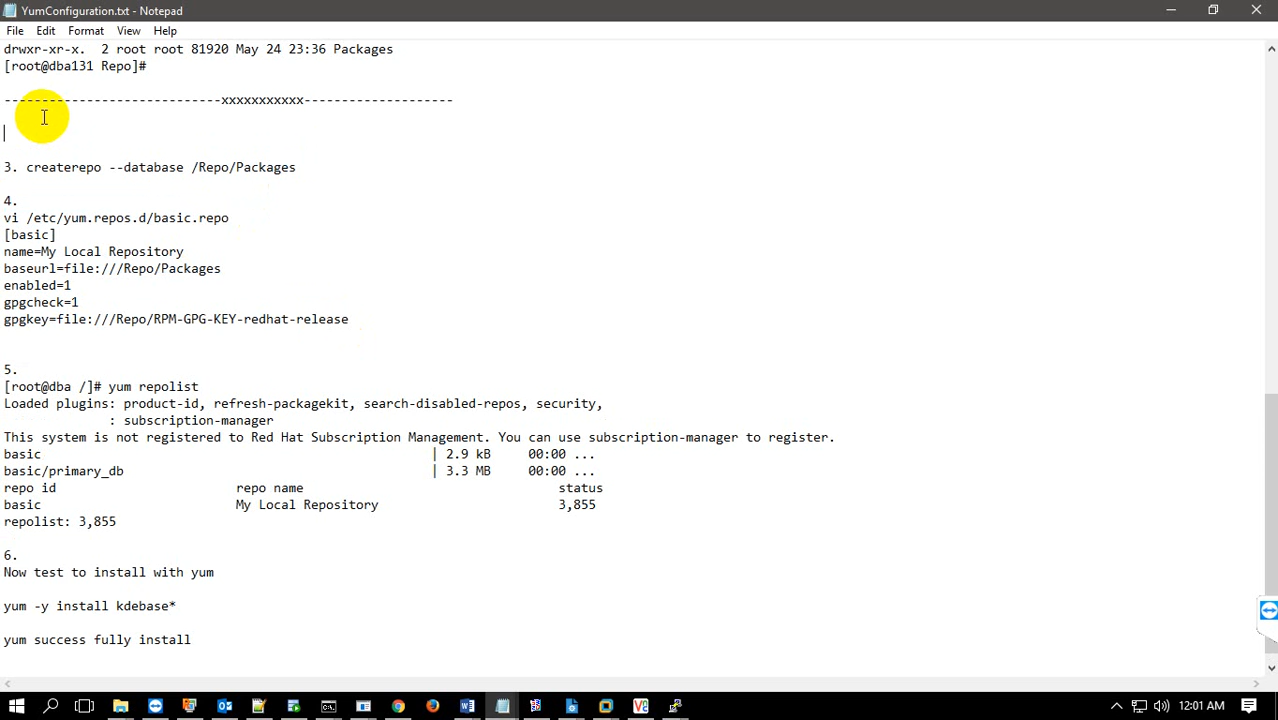 YumConfiguration.txt - Notepad
File Edit Format View Help
drwxr-xr-x.  2 root root 81920 May 24 23:36 Packages
[root@dba131 Repo]#
-----------------------------xxxxxxxxxxx--------------------
3. createrepo --database /Repo/Packages
4.
vi /etc/yum.repos.d/basic.repo
[basic]
name=My Local Repository
baseurl=file:///Repo/Packages
enabled=1
gpgcheck=1
gpgkey=file:///Repo/RPM-GPG-KEY-redhat-release
5.
[root@dba /]# yum repolist
Loaded plugins: product-id, refresh-packagekit, search-disabled-repos, security,
: subscription-manager
This system is not registered to Red Hat Subscription Management. You can use subscription-manager to register.
basic | 2.9 kB 00:00 ...
basic/primary_db | 3.3 MB 00:00 ...
repo id repo name status
basic My Local Repository 3,855
repolist: 3,855
6.
Now test to install with yum
yum -y install kdebase*
yum success fully install
12:01 AM